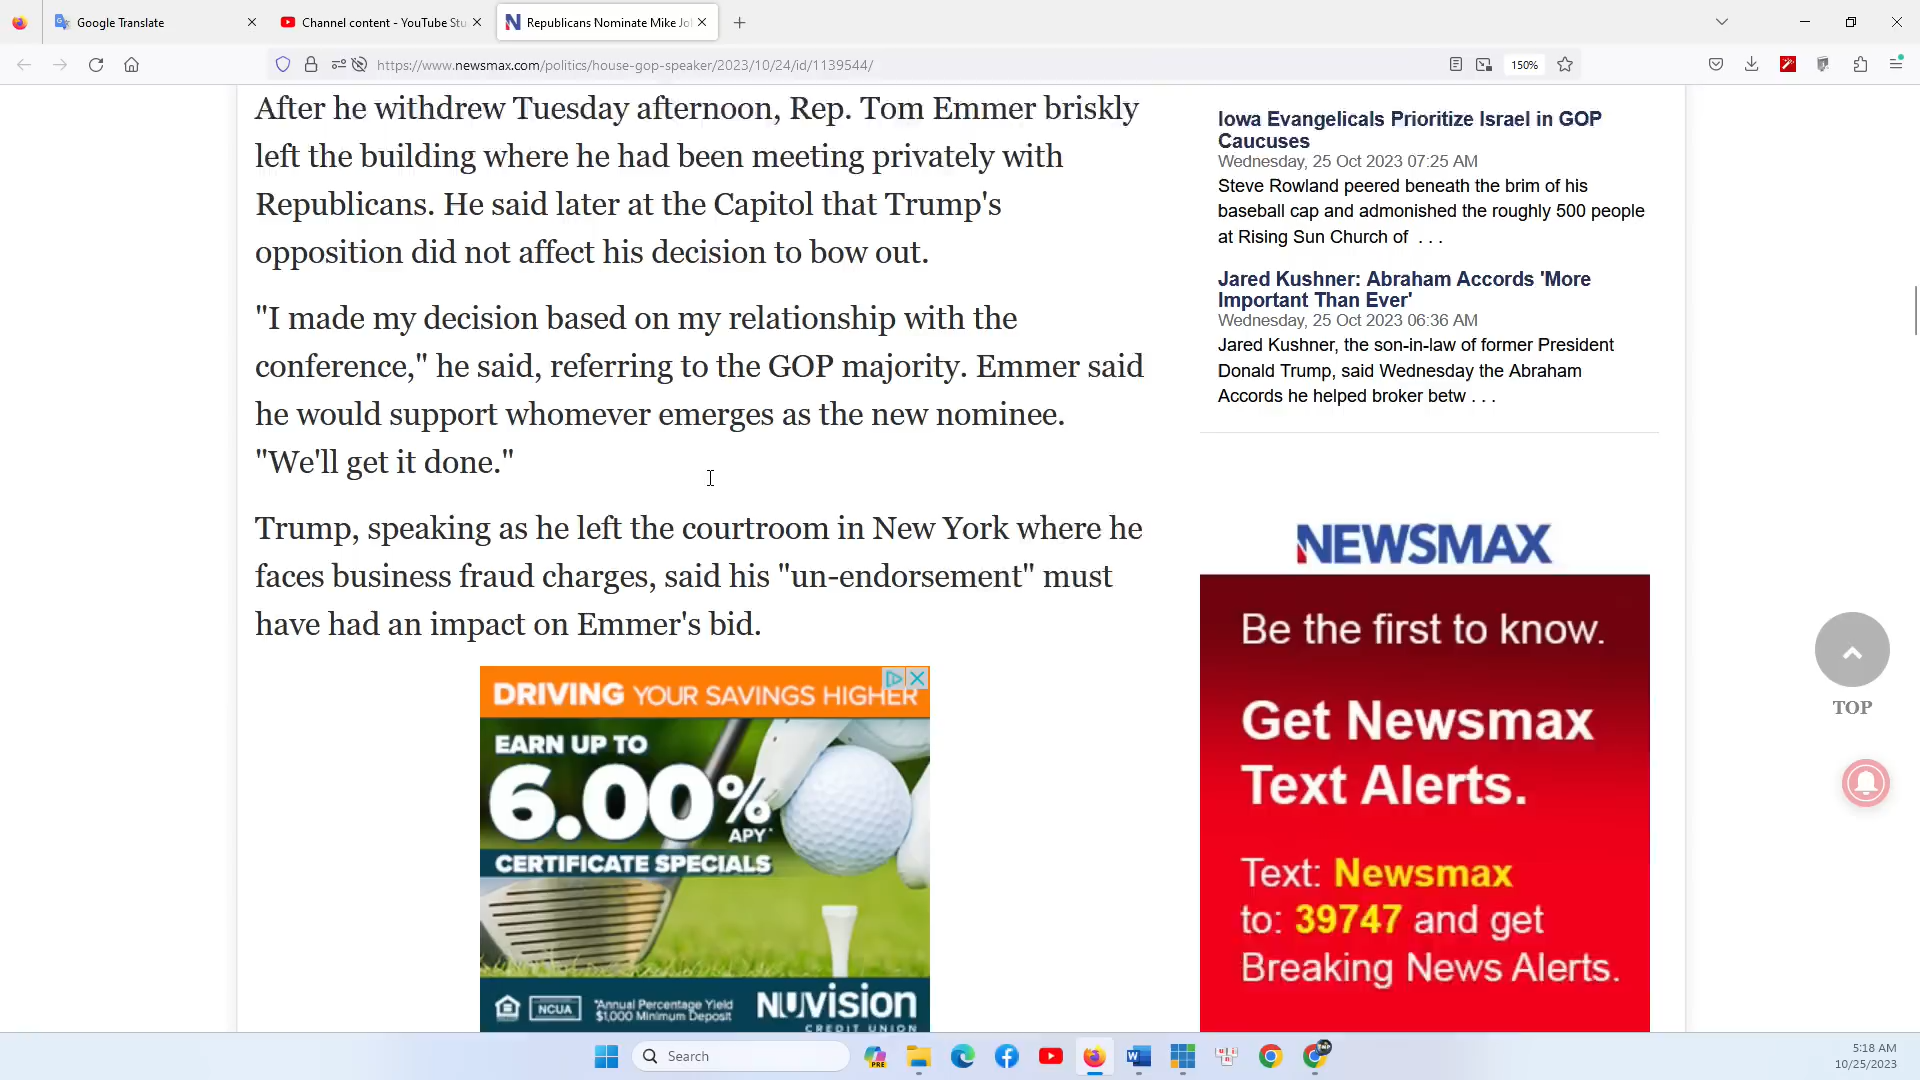 Google Translate
Channel content - YouTube Stu
Republicans Nominate Mike Jo
https://www.newsmax.com/politics/house-gop-speaker/2023/10/24/id/1139544/
150%
After he withdrew Tuesday afternoon, Rep. Tom Emmer briskly
left the building where he had been meeting privately with
Republicans. He said later at the Capitol that Trump's
opposition did not affect his decision to bow out.
"I made my decision based on my relationship with the
conference," he said, referring to the GOP majority. Emmer said
he would support whomever emerges as the new nominee.
"We'll get it done."
Trump, speaking as he left the courtroom in New York where he
faces business fraud charges, said his "un-endorsement" must
have had an impact on Emmer's bid.
DRIVING YOUR SAVINGS HIGHER
EARN UP TO
6.00%
APY*
CERTIFICATE SPECIALS
NCUA
*Annual Percentage Yield
$1,000 Minimum Deposit
NUVISION
CREDIT UNION
Iowa Evangelicals Prioritize Israel in GOP
Caucuses
Wednesday, 25 Oct 2023 07:25 AM
Steve Rowland peered beneath the brim of his
baseball cap and admonished the roughly 500 people
at Rising Sun Church of . . .
Jared Kushner: Abraham Accords 'More
Important Than Ever'
Wednesday, 25 Oct 2023 06:36 AM
Jared Kushner, the son-in-law of former President
Donald Trump, said Wednesday the Abraham
Accords he helped broker betw . . .
NEWSMAX
Be the first to know.
Get Newsmax
Text Alerts.
Text: Newsmax
to: 39747 and get
Breaking News Alerts.
TOP
Search
PRE
5:18 AM
10/25/2023